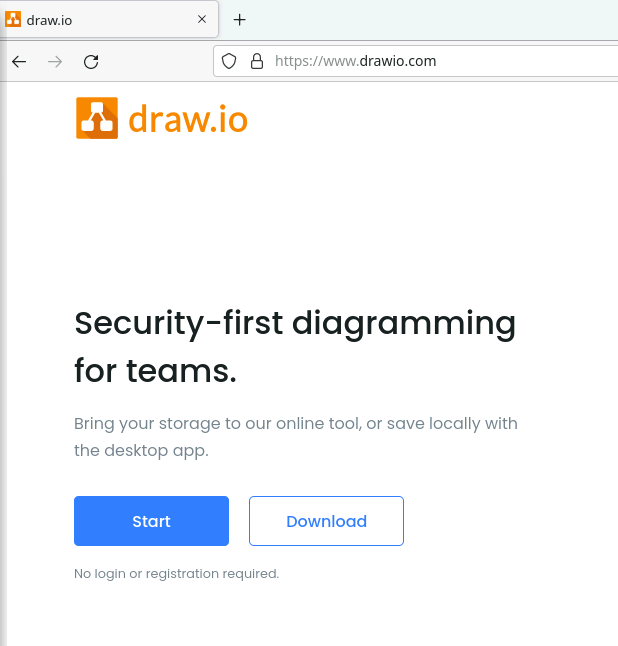 draw.io
https://www.drawio.com
draw.io
Security-first diagramming
for teams.
Bring your storage to our online tool, or save locally with
the desktop app.
Start
Download
No login or registration required.